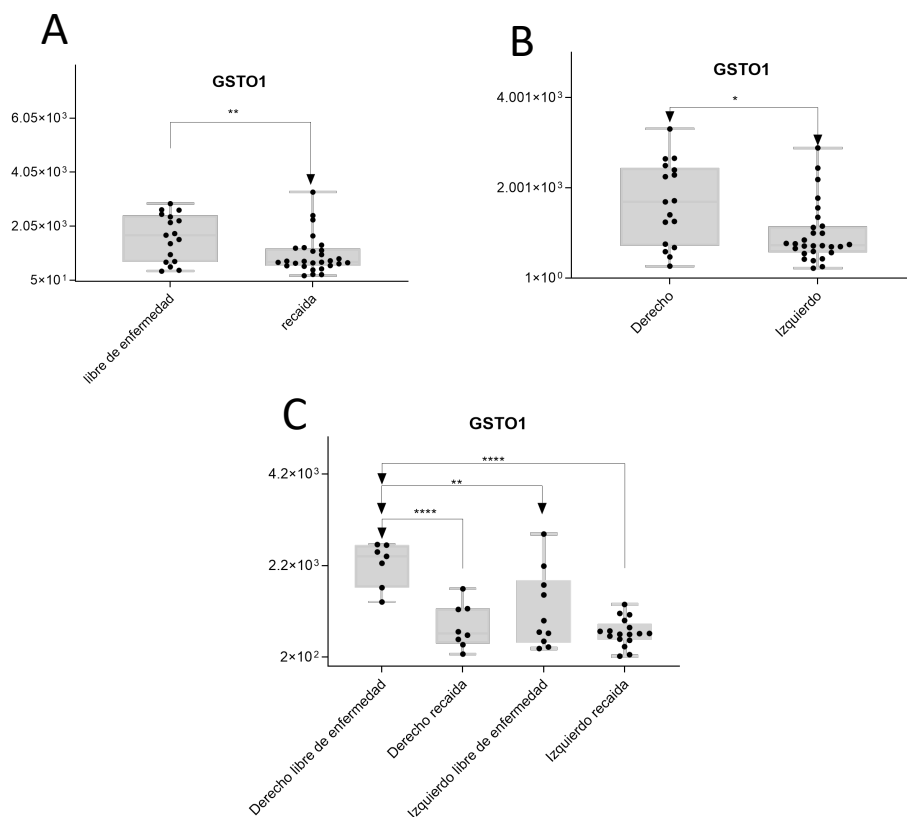 A
GSTO1
**
6.05×10³
4.05×10³
2.05×10³
5×10¹
libre de enfermedad
recaida
B
GSTO1
*
4.001×10³
2.001×10³
1×10⁰
Derecho
Izquierdo
C
GSTO1
****
**
****
4.2×10³
2.2×10³
2×10²
Derecho libre de enfermedad
Derecho recaida
Izquierdo libre de enfermedad
Izquierdo recaida